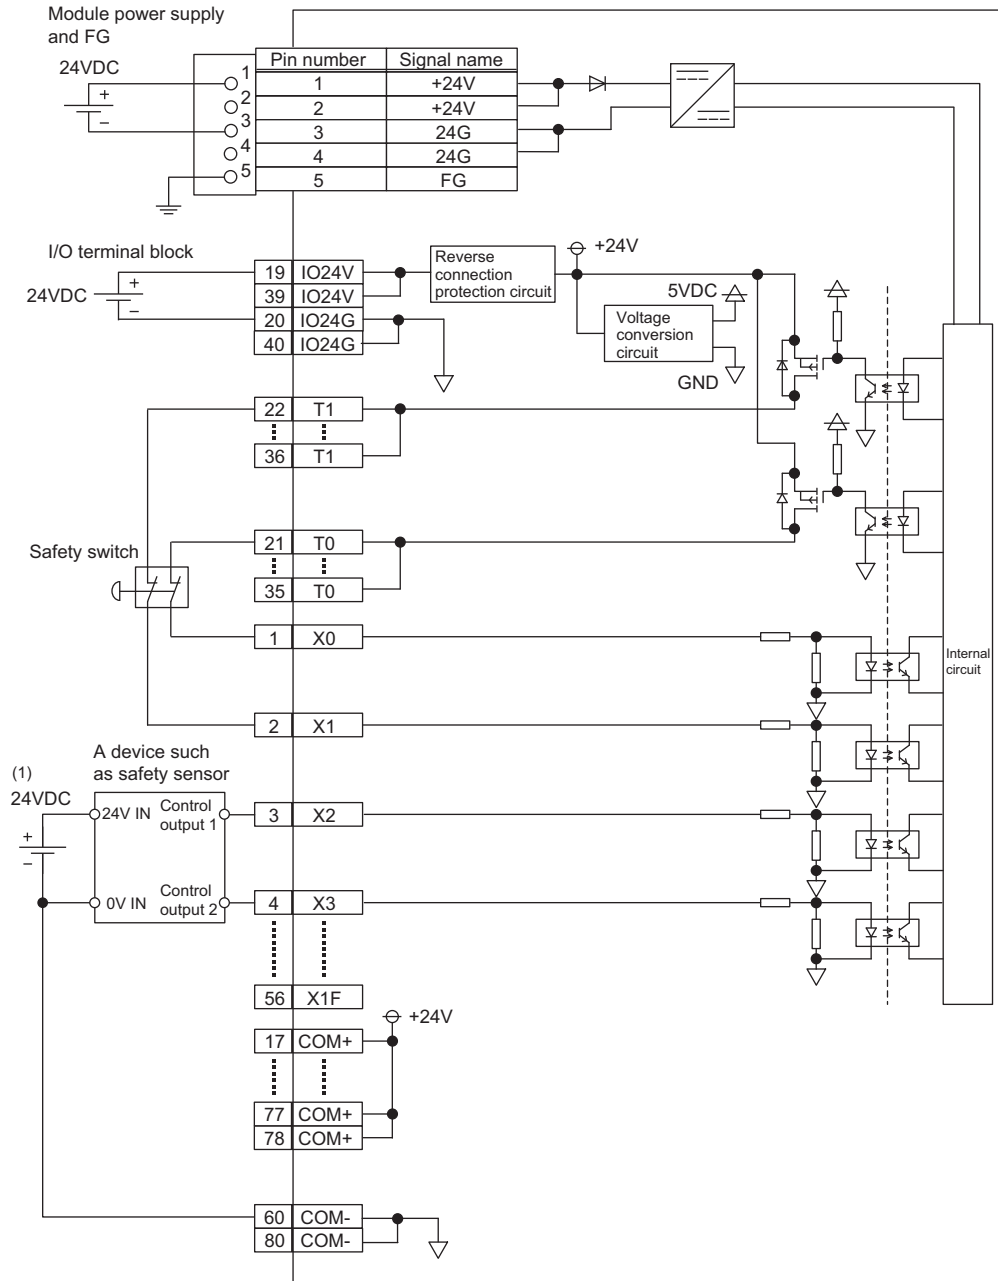 Module power supply
and FG
24VDC
+
−
1
2
3
4
5
Pin number Signal name
1 +24V
2 +24V
3 24G
4 24G
5 FG
I/O terminal block
24VDC
+
−
19 IO24V
39 IO24V
20 IO24G
40 IO24G
Reverse
connection
protection circuit
+24V
5VDC
Voltage
conversion
circuit
GND
22 T1
36 T1
Safety switch
21 T0
35 T0
1 X0
Internal
circuit
2 X1
A device such
as safety sensor
(1)
24VDC
+
−
24V IN
Control
output 1
3 X2
0V IN
Control
output 2
4 X3
56 X1F
+24V
17 COM+
77 COM+
78 COM+
60 COM-
80 COM-